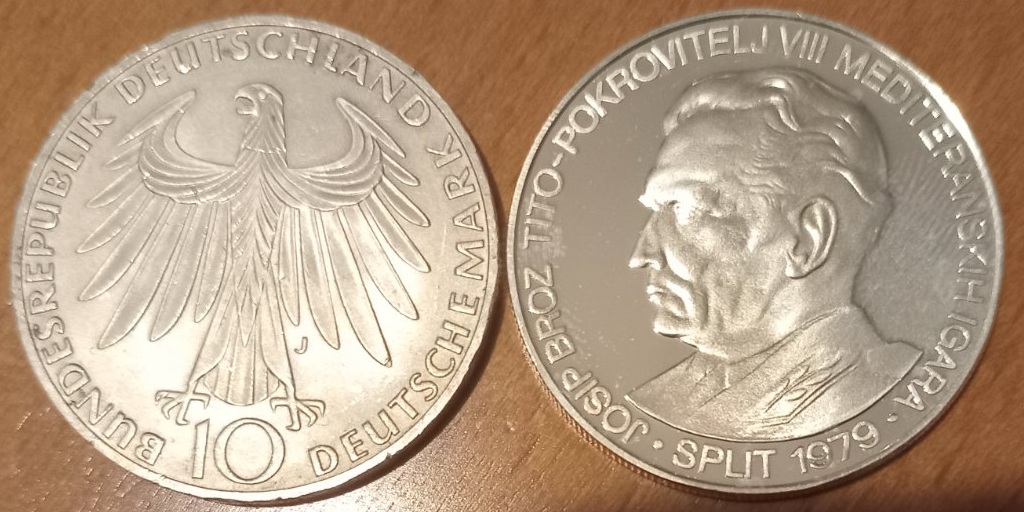 BUNDESREPUBLIK DEUTSCHLAND
10 DEUTSCHE MARK
J
JOSIP BROZ TITO-POKROVITELJ VIII MEDITERANSKIH IGARA
· SPLIT 1979 ·